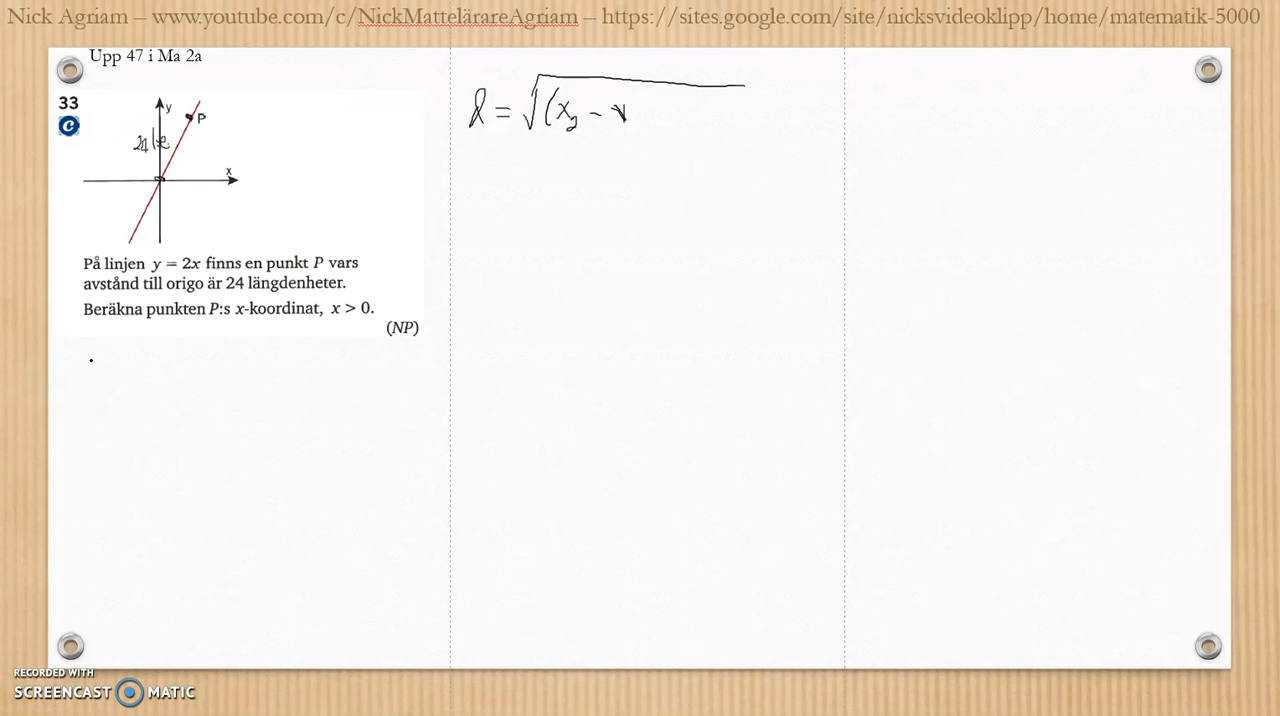 Nick Agriam – www.youtube.com/c/NickMattelärareAgriam – https://sites.google.com/site/nicksvideoklipp/home/matematik-5000
Upp 47 i Ma 2a
33
C
y
P
24 l.e.
x
På linjen y = 2x finns en punkt P vars
avstånd till origo är 24 längdenheter.
Beräkna punkten P:s x-koordinat, x > 0.
(NP)
d = √(x₂ - x
RECORDED WITH
SCREENCAST MATIC